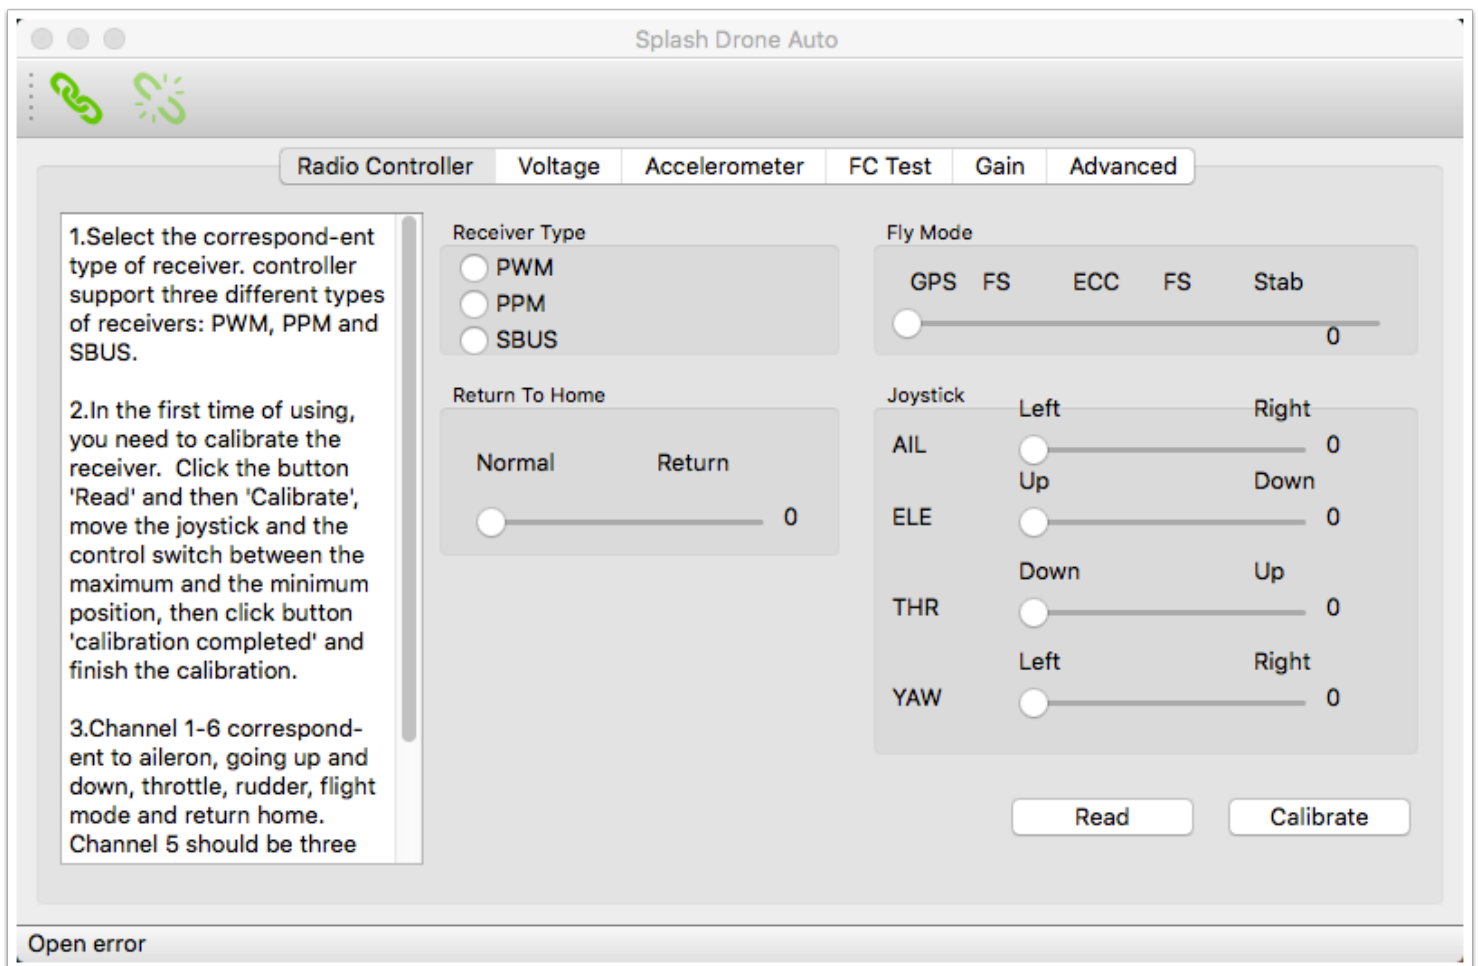 Splash Drone Auto
Radio Controller Voltage Accelerometer FC Test Gain Advanced
1.Select the correspond-ent
type of receiver. controller
support three different types
of receivers: PWM, PPM and
SBUS.
2.In the first time of using,
you need to calibrate the
receiver.  Click the button
'Read' and then 'Calibrate',
move the joystick and the
control switch between the
maximum and the minimum
position, then click button
'calibration completed' and
finish the calibration.
3.Channel 1-6 correspond-
ent to aileron, going up and
down, throttle, rudder, flight
mode and return home.
Channel 5 should be three
Receiver Type
PWM
PPM
SBUS
Return To Home
Normal Return
0
Fly Mode
GPS FS ECC FS Stab
0
Joystick
Left Right
AIL 0
Up Down
ELE 0
Down Up
THR 0
Left Right
YAW 0
Read Calibrate
Open error